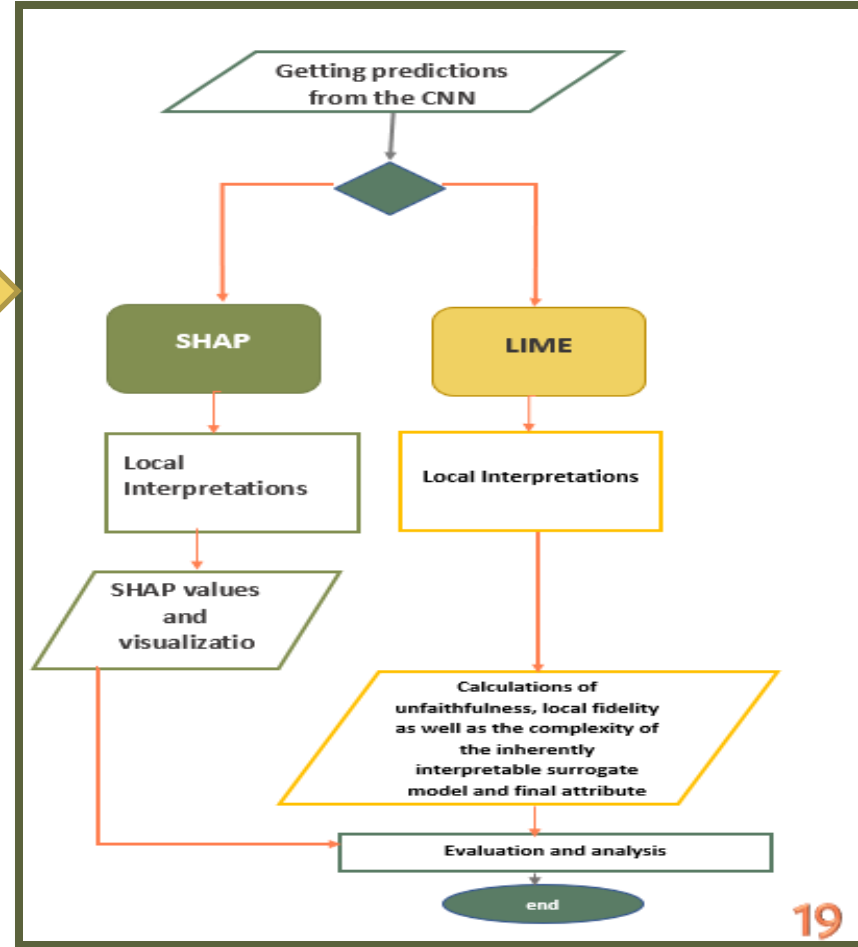 Getting predictions
from the CNN
SHAP
LIME
Local
Interpretations
Local Interpretations
SHAP values
and
visualizatio
Calculations of
unfaithfulness, local fidelity
as well as the complexity of
the inherently
interpretable surrogate
model and final attribute
Evaluation and analysis
end
19